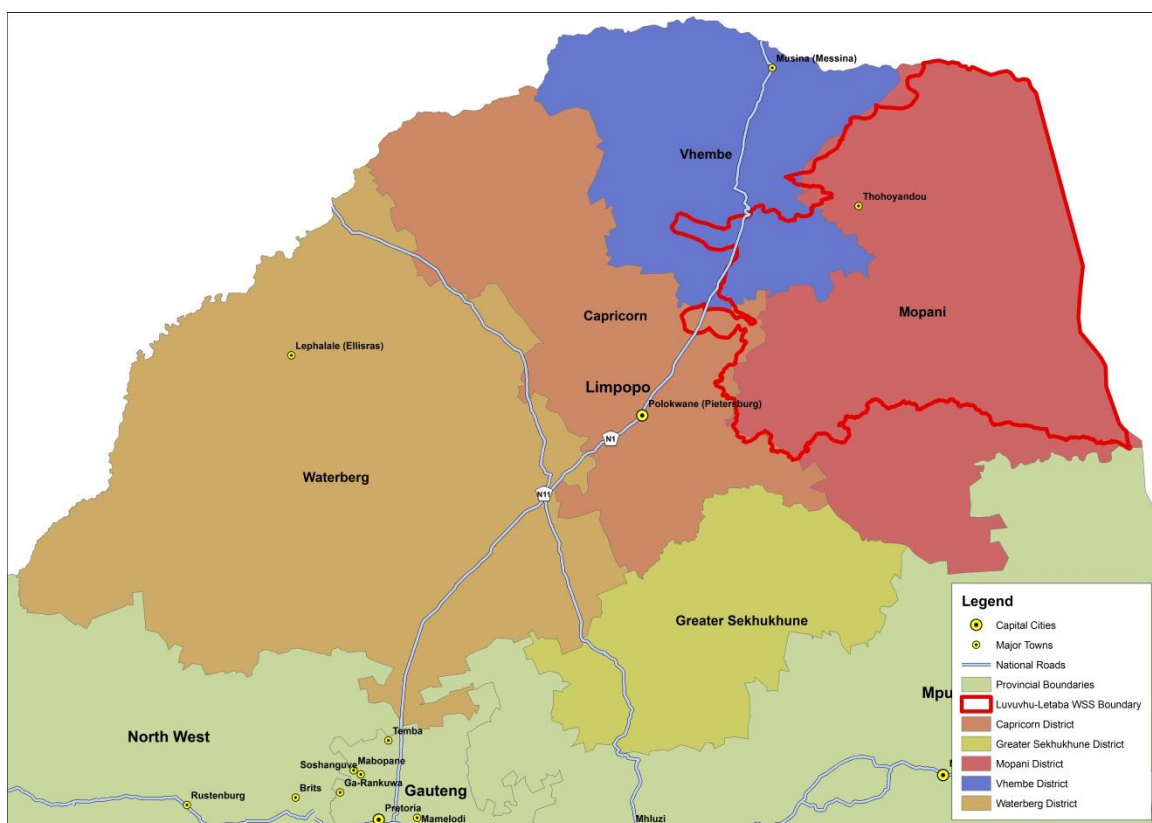 Musina (Messina)
Vhembe
Thohoyandou
Mopani
Capricorn
Lephalale (Ellisras)
Limpopo
Polokwane (Pietersburg)
N1
Waterberg
N11
Greater Sekhukhune
North West
Temba
Soshanguve
Mabopane
Ga-Rankuwa
Brits
Rustenburg
Gauteng
Pretoria
Mamelodi
Mhluzi
Mpu
N
Legend
Capital Cities
Major Towns
National Roads
Provincial Boundaries
Luvuvhu-Letaba WSS Boundary
Capricorn District
Greater Sekhukhune District
Mopani District
Vhembe District
Waterberg District